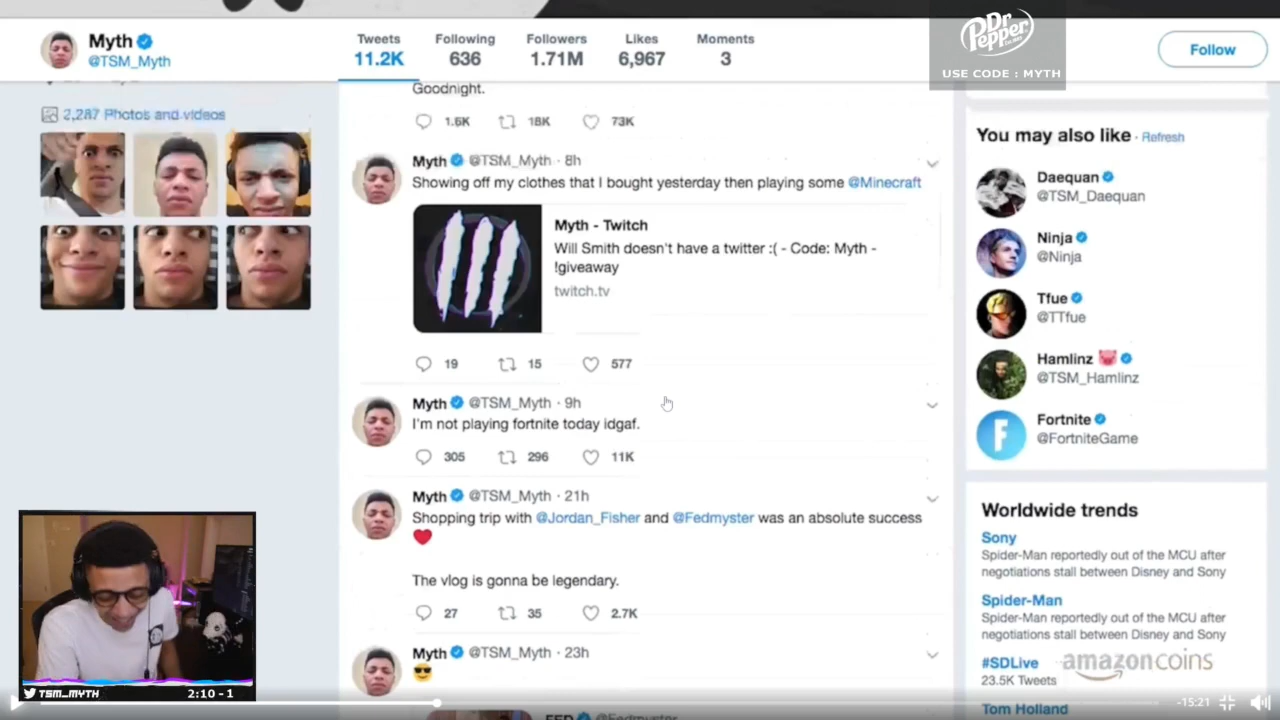 Dr Pepper
USE CODE : MYTH
Myth
@TSM_Myth
Tweets
11.2K
Following
636
Followers
1.71M
Likes
6,967
Moments
3
Follow
2,287 Photos and videos
Goodnight.
1.6K 18K 73K
Myth @TSM_Myth · 8h
Showing off my clothes that I bought yesterday then playing some @Minecraft
Myth - Twitch
Will Smith doesn't have a twitter :( - Code: Myth -
!giveaway
twitch.tv
19 15 577
Myth @TSM_Myth · 9h
I'm not playing fortnite today idgaf.
305 296 11K
Myth @TSM_Myth · 21h
Shopping trip with @Jordan_Fisher and @Fedmyster was an absolute success
The vlog is gonna be legendary.
27 35 2.7K
Myth @TSM_Myth · 23h
FED @Fedmyster
You may also like · Refresh
Daequan
@TSM_Daequan
Ninja
@Ninja
Tfue
@TTfue
Hamlinz
@TSM_Hamlinz
Fortnite
@FortniteGame
Worldwide trends
Sony
Spider-Man reportedly out of the MCU after
negotiations stall between Disney and Sony
Spider-Man
Spider-Man reportedly out of the MCU after
negotiations stall between Disney and Sony
#SDLive
23.5K Tweets
amazoncoins
Tom Holland
TSM_MYTH
2:10 - 1
-15:21